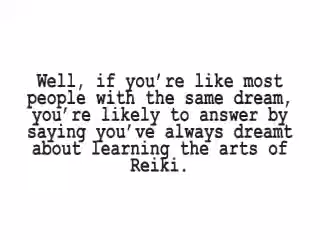 Well, if you're like most
people with the same dream,
you're likely to answer by
saying you've always dreamt
about learning the arts of
Reiki.